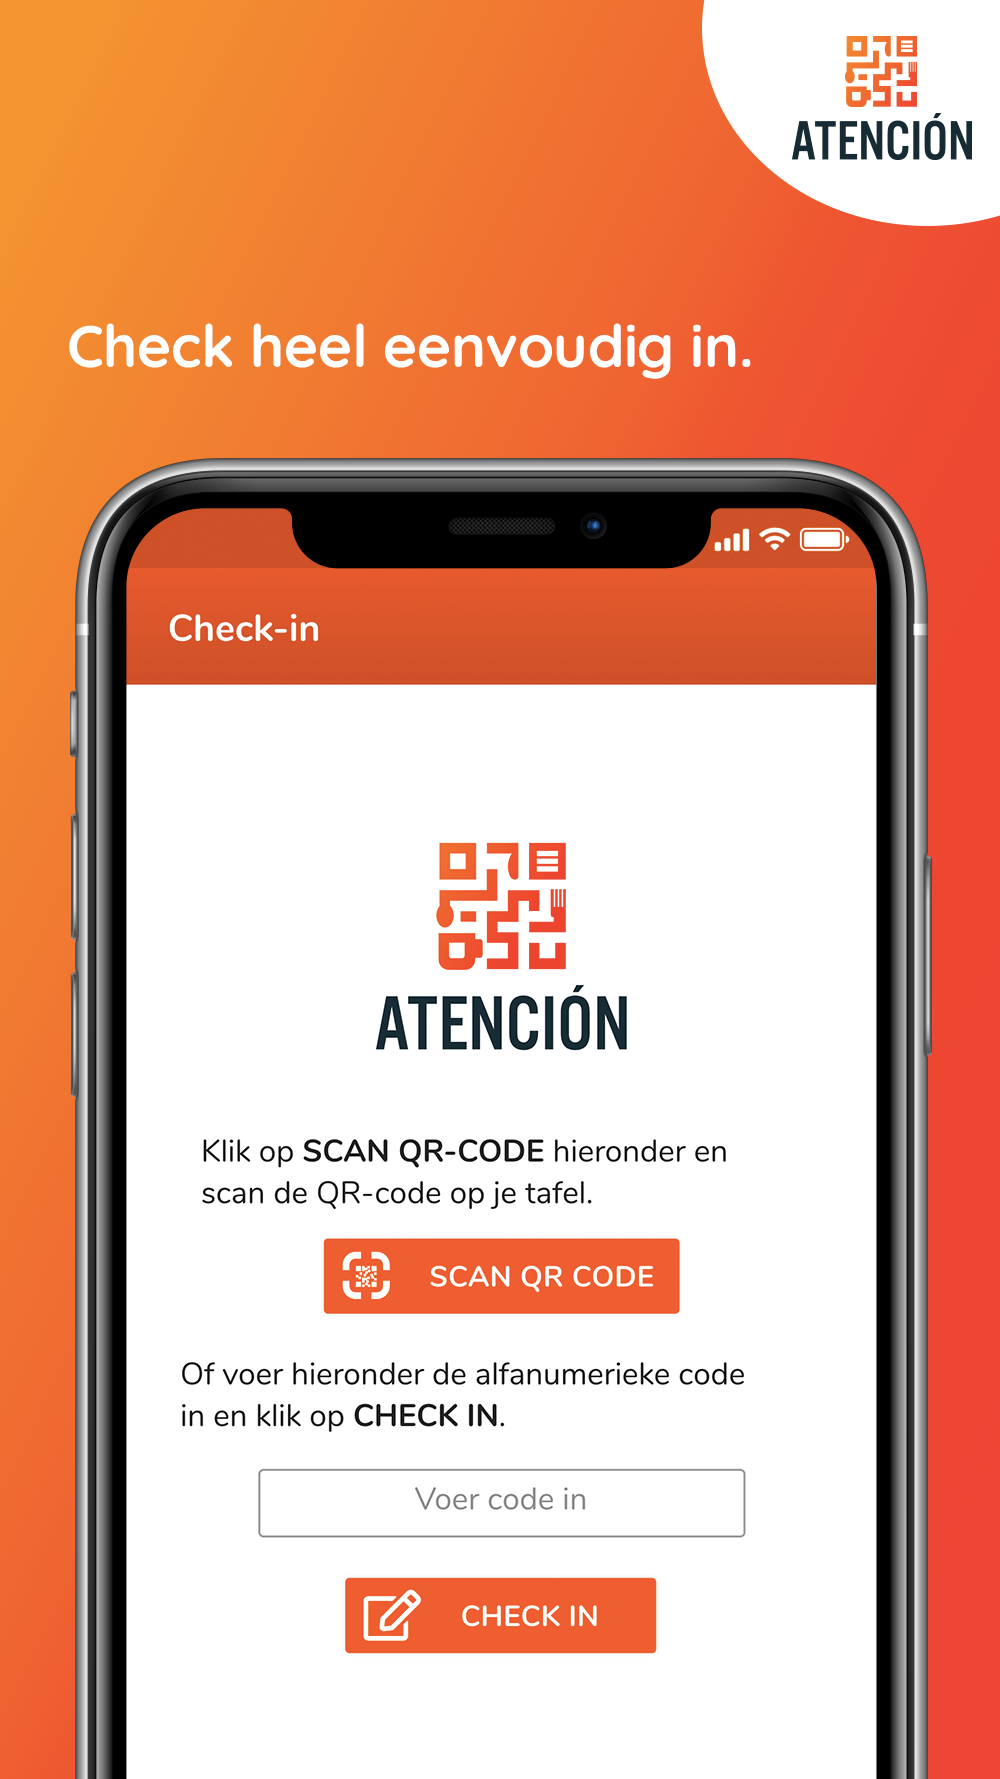 ATENCIÓN
Check heel eenvoudig in.
Check-in
ATENCIÓN
Klik op SCAN QR-CODE hieronder en
scan de QR-code op je tafel.
SCAN QR CODE
Of voer hieronder de alfanumerieke code
in en klik op CHECK IN.
Voer code in
CHECK IN